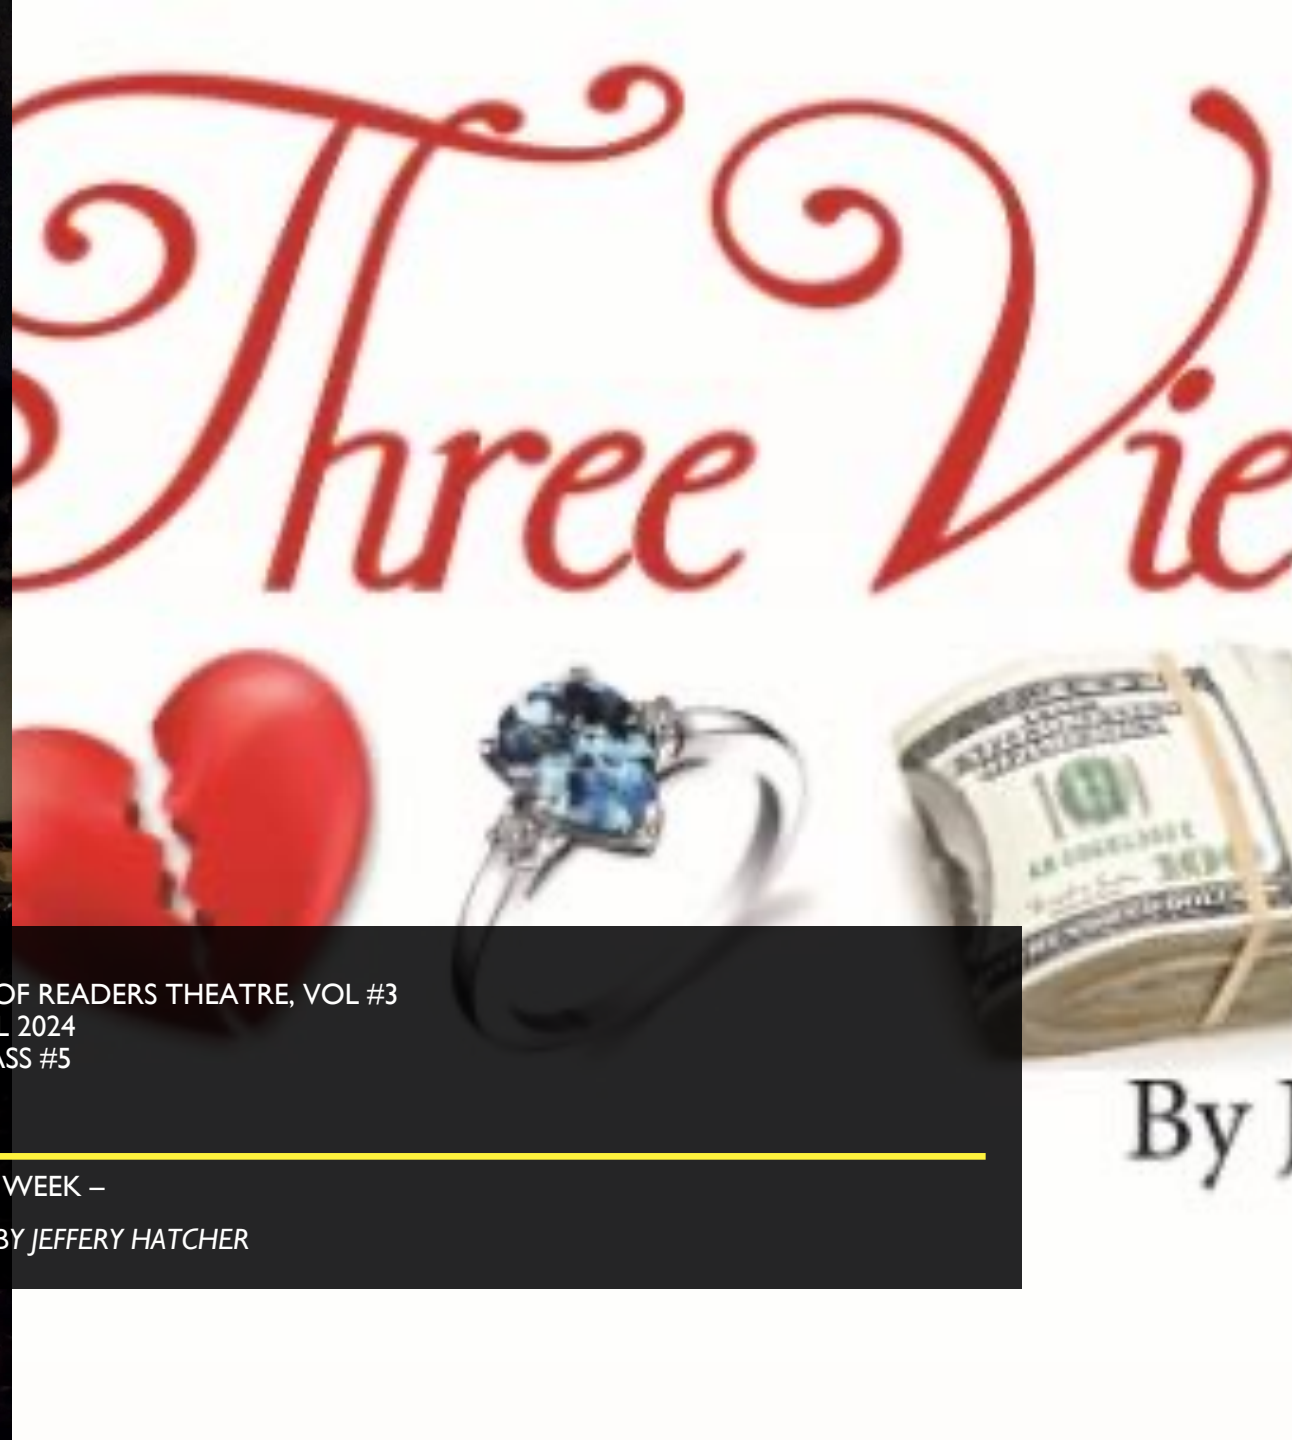 Three Vie
OF READERS THEATRE, VOL #3
L 2024
ASS #5
By J
WEEK –
BY JEFFERY HATCHER